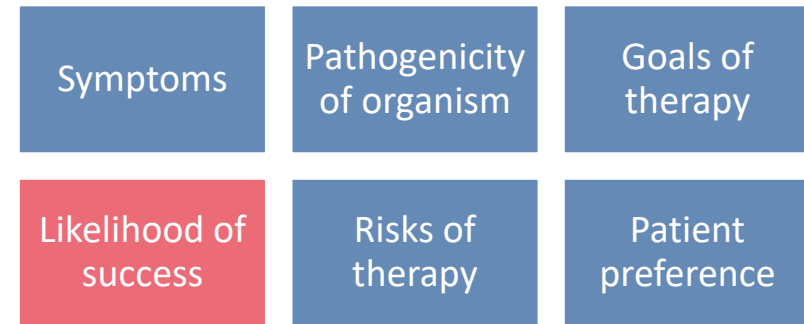 Symptoms
Pathogenicity
of organism
Goals of
therapy
Likelihood of
success
Risks of
therapy
Patient
preference